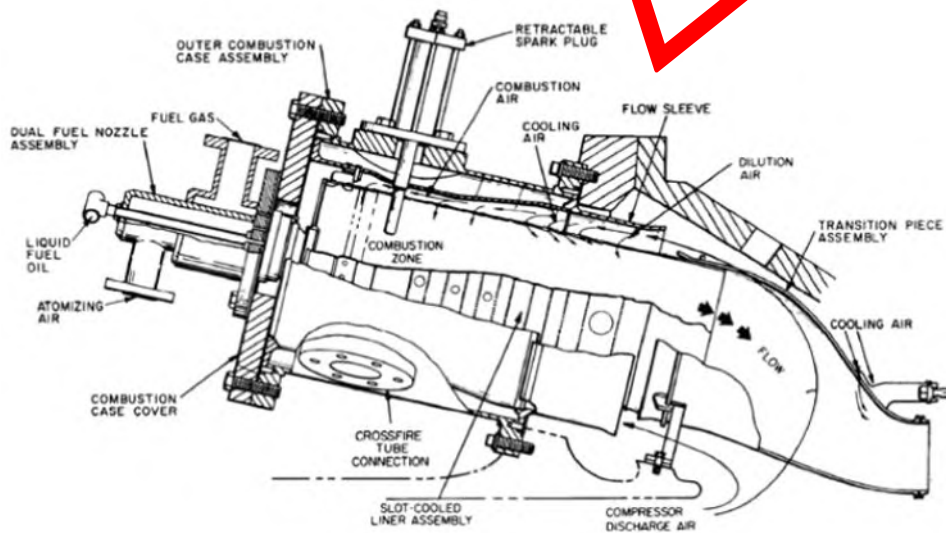 RETRACTABLE
SPARK PLUG
OUTER COMBUSTION
CASE ASSEMBLY
COMBUSTION
AIR
FLOW SLEEVE
FUEL GAS
COOLING
AIR
DUAL FUEL NOZZLE
ASSEMBLY
DILUTION
AIR
TRANSITION PIECE
ASSEMBLY
LIQUID
FUEL
OIL
COMBUSTION
ZONE
ATOMIZING
AIR
COOLING AIR
FLOW
COMBUSTION
CASE COVER
CROSSFIRE
TUBE
CONNECTION
SLOT-COOLED
LINER ASSEMBLY
COMPRESSOR
DISCHARGE AIR